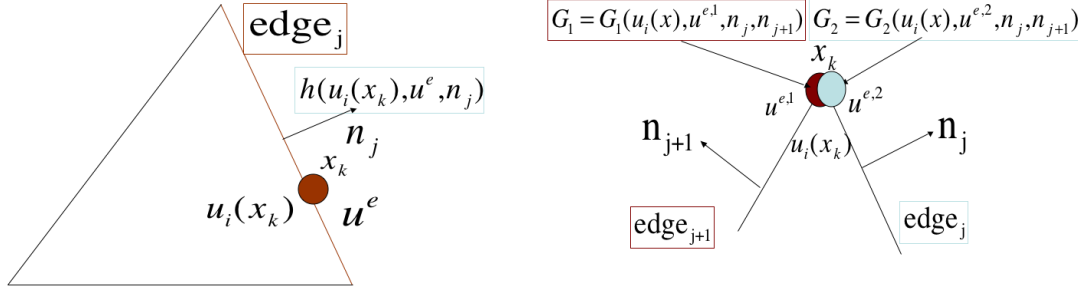 edge_j
h(u_i(x_k),u^e,n_j)
n_j
x_k
u_i(x_k)
u^e
G_1=G_1(u_i(x),u^{e,1},n_j,n_{j+1})
G_2=G_2(u_i(x),u^{e,2},n_j,n_{j+1})
x_k
u^{e,1}
u^{e,2}
n_{j+1}
u_i(x_k)
n_j
edge_{j+1}
edge_j